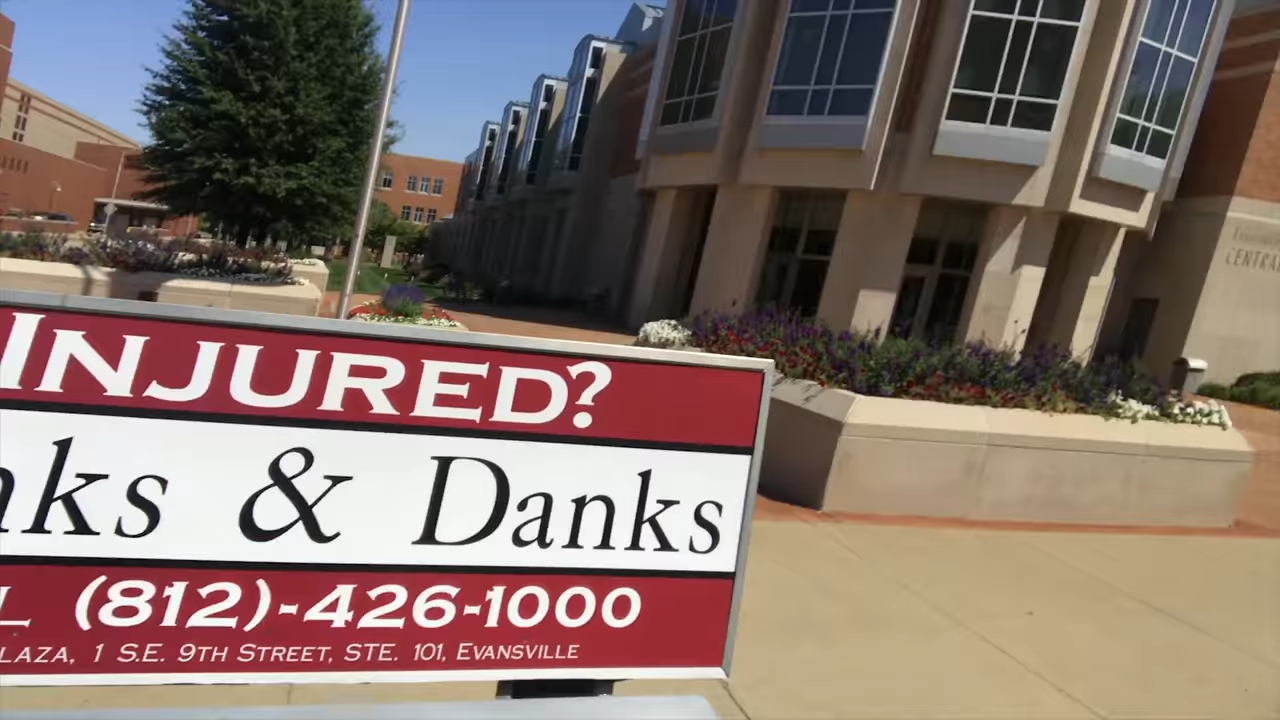 INJURED?
nks & Danks
L (812)-426-1000
LAZA, 1 S.E. 9TH STREET, STE. 101, EVANSVILLE
CENTRA